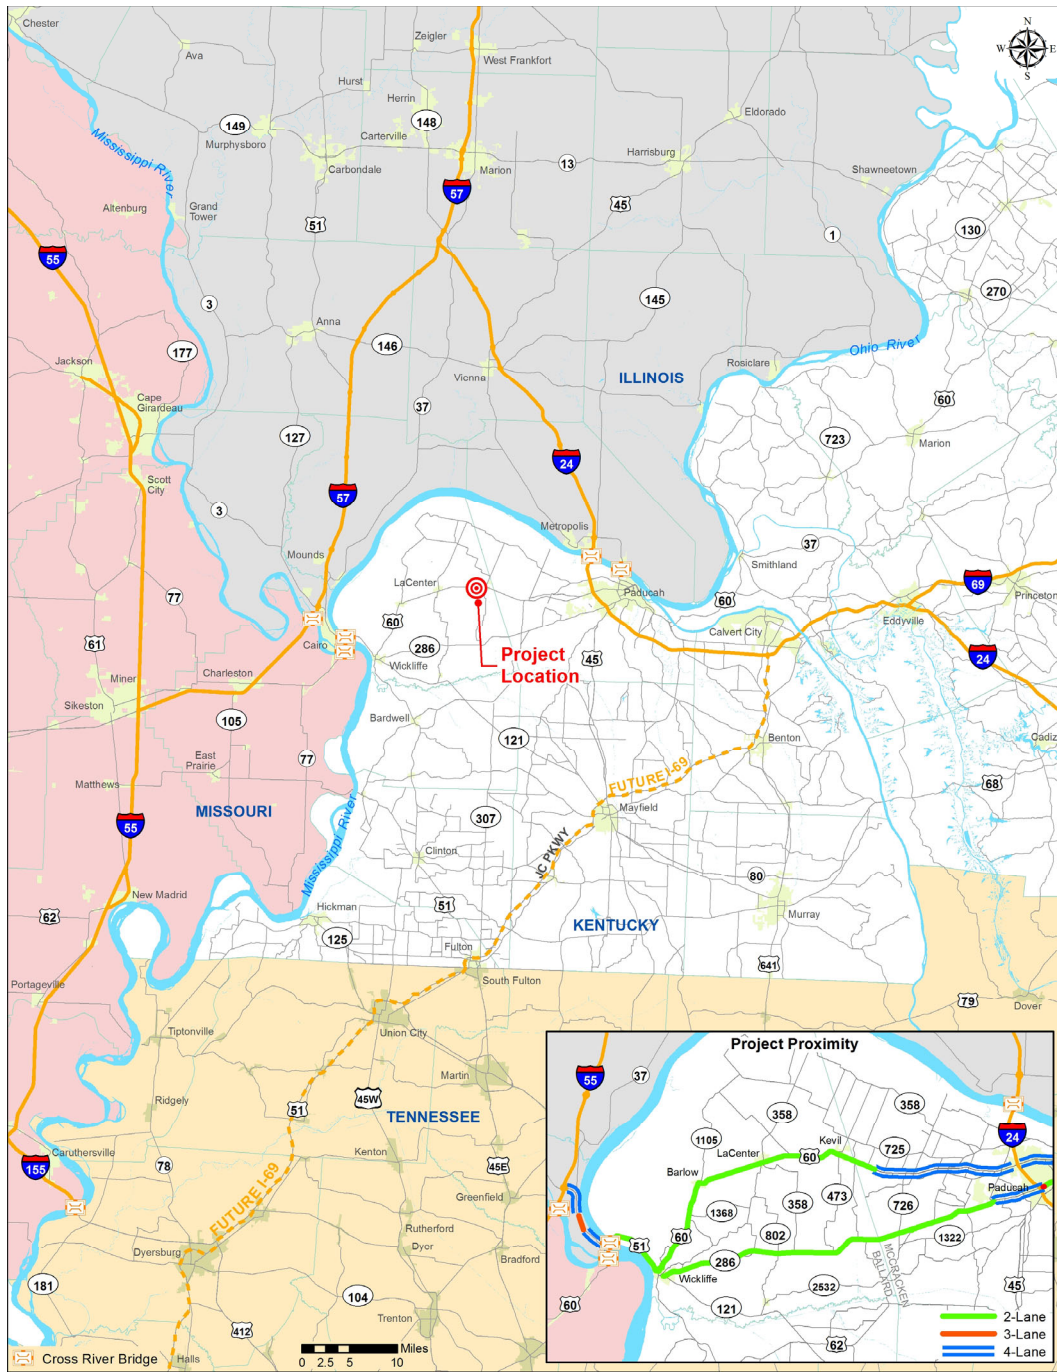 Chester
Zeigler
West Frankfort
N
W
E
S
Ava
Hurst
Herrin
148
149
Murphysboro
Carterville
Eldorado
Mississippi River
Carbondale
Marion
13
Harrisburg
Shawneetown
57
Altenburg
Grand
Tower
51
45
1
130
55
270
3
145
Anna
146
Ohio River
177
Jackson
Vienna
Rosiclare
ILLINOIS
Cape
Girardeau
37
60
127
723
Marion
24
Scott
City
57
3
Metropolis
37
Mounds
Smithland
LaCenter
69
77
Paducah
60
Princeton
60
Eddyville
Calvert City
61
Cairo
286
Wickliffe
Project
Location
45
24
Charleston
Miner
Sikeston
105
Bardwell
121
Benton
Cadiz
East
Prairie
77
FUTURE I-69
Matthews
68
MISSOURI
Mississippi River
307
Mayfield
55
JC PKWY
Clinton
80
New Madrid
62
Hickman
51
Murray
125
KENTUCKY
Fulton
641
South Fulton
Portageville
79
Dover
Tiptonville
Union City
Martin
Ridgely
51
45W
TENNESSEE
Caruthersville
155
78
Kenton
45E
FUTURE I-69
Greenfield
Rutherford
Dyer
Dyersburg
Bradford
181
104
Trenton
412
Halls
Cross River Bridge
0 2.5 5 10
Miles
Project Proximity
55
37
358
358
24
1105
Kevil
725
LaCenter
60
Barlow
Paducah
473
358
726
1368
60
802
1322
51
286
MCCRACKEN
BALLARD
Wickliffe
2532
45
121
60
62
2-Lane
3-Lane
4-Lane